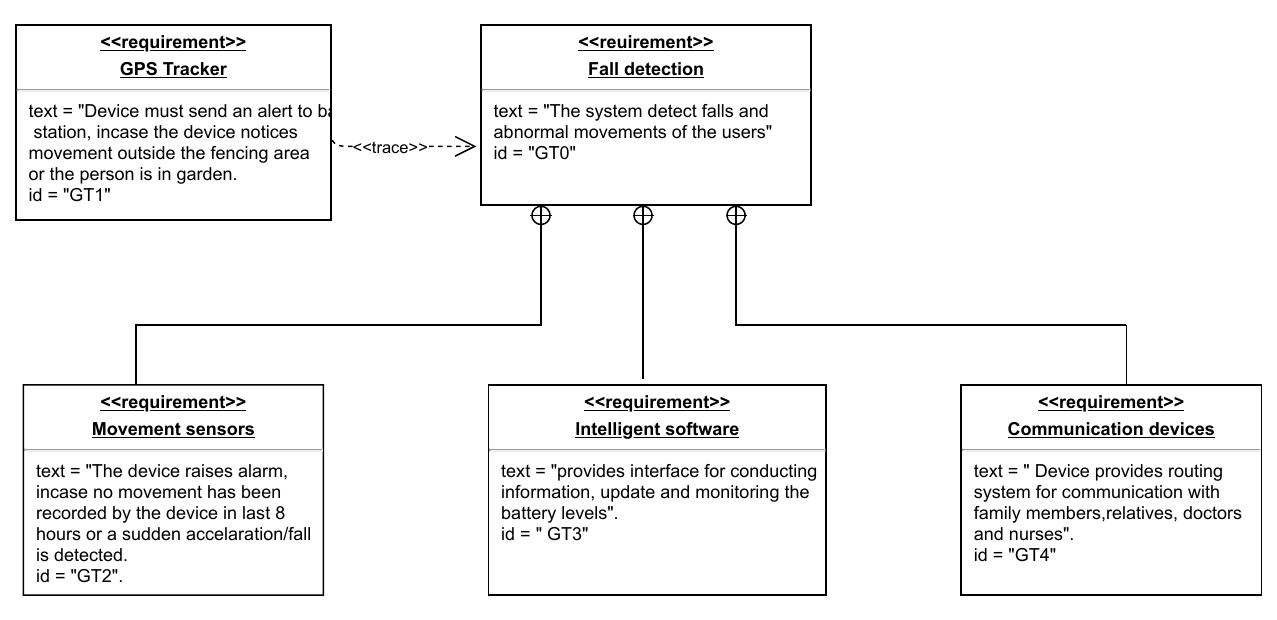 <<requirement>>
GPS Tracker
text = "Device must send an alert to
station, incase the device notices
movement outside the fencing area
or the person is in garden.
id = "GT1"
<<trace>>
<<reuirement>>
Fall detection
text = "The system detect falls and
abnormal movements of the users"
id = "GT0"
<<requirement>>
Movement sensors
text = "The device raises alarm,
incase no movement has been
recorded by the device in last 8
hours or a sudden accelaration/fall
is detected.
id = "GT2".
<<requirement>>
Intelligent software
text = "provides interface for conducting
information, update and monitoring the
battery levels".
id = " GT3"
<<requirement>>
Communication devices
text = " Device provides routing
system for communication with
family members,relatives, doctors
and nurses".
id = "GT4"